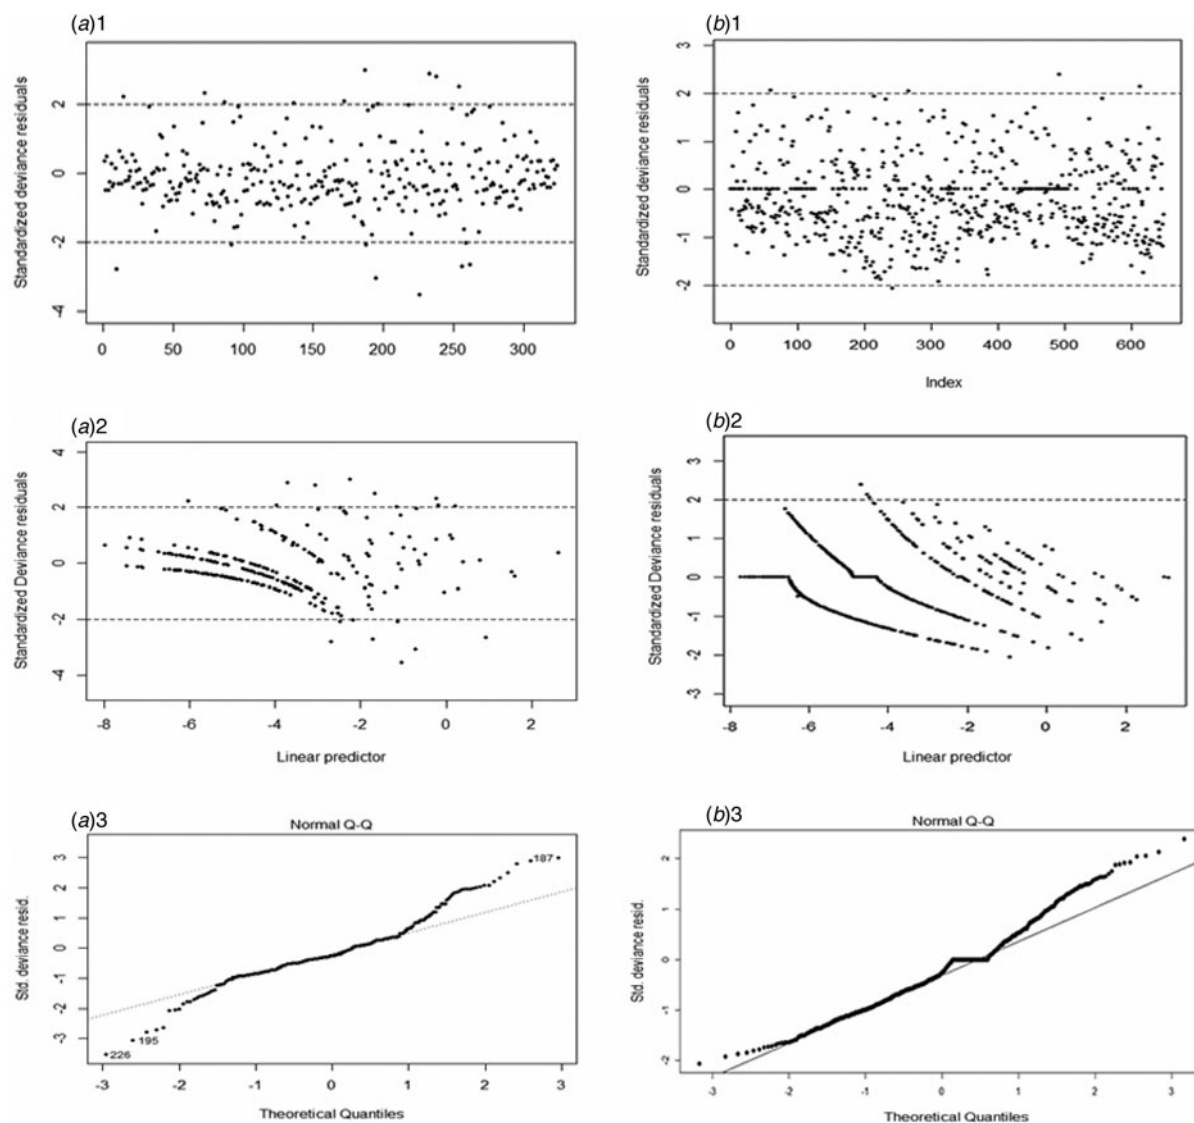 (a)1
Standardized deviance residuals
2
0
-2
-4
0 50 100 150 200 250 300
(b)1
Standardized deviance residuals
3
2
1
0
-1
-2
0 100 200 300 400 500 600
Index
(a)2
Standardized Deviance residuals
4
2
0
-2
-4
-8 -6 -4 -2 0 2
Linear predictor
(b)2
Standardized Deviance residuals
3
2
1
0
-1
-2
-3
-8 -6 -4 -2 0 2
Linear predictor
(a)3
Normal Q-Q
Std. deviance resid.
3
2
1
0
-1
-2
-3
187
195
226
-3 -2 -1 0 1 2 3
Theoretical Quantiles
(b)3
Normal Q-Q
Std. deviance resid.
2
1
0
-1
-2
-3 -2 -1 0 1 2 3
Theoretical Quantiles